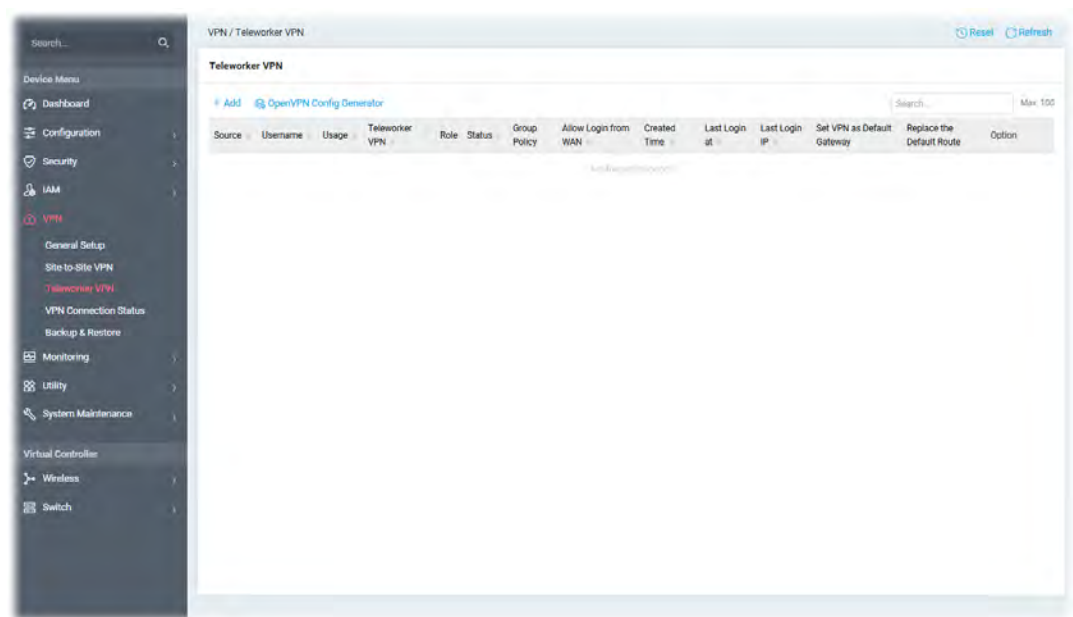 Search...
VPN / Teleworker VPN
Reset
Refresh
Teleworker VPN
Device Menu
+ Add
OpenVPN Config Generator
Search...
Max: 100
Dashboard
Configuration
Security
IAM
VPN
General Setup
Site-to-Site VPN
Teleworker VPN
VPN Connection Status
Backup & Restore
Monitoring
Utility
System Maintenance
Virtual Controller
Wireless
Switch
Source
Username
Usage
Teleworker
VPN
Role
Status
Group
Policy
Allow Login from
WAN
Created
Time
Last Login
at
Last Login
IP
Set VPN as Default
Gateway
Replace the
Default Route
Option